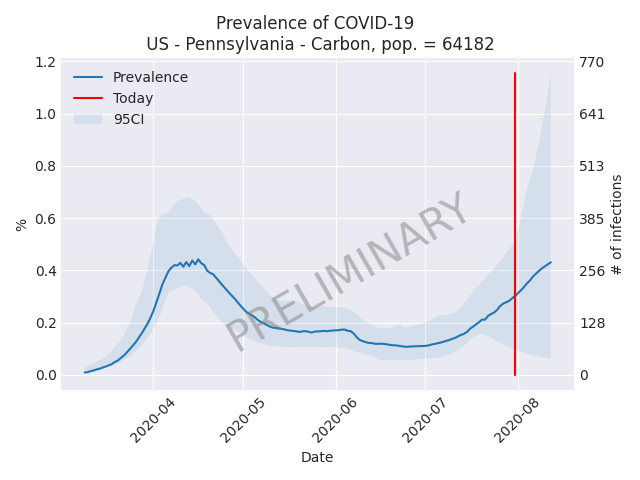 Prevalence of COVID-19
US - Pennsylvania - Carbon, pop. = 64182
Prevalence
Today
95CI
1.2
1.0
0.8
0.6
0.4
0.2
0.0
%
770
641
513
385
256
128
0
# of infections
PRELIMINARY
2020-04
2020-05
2020-06
2020-07
2020-08
Date